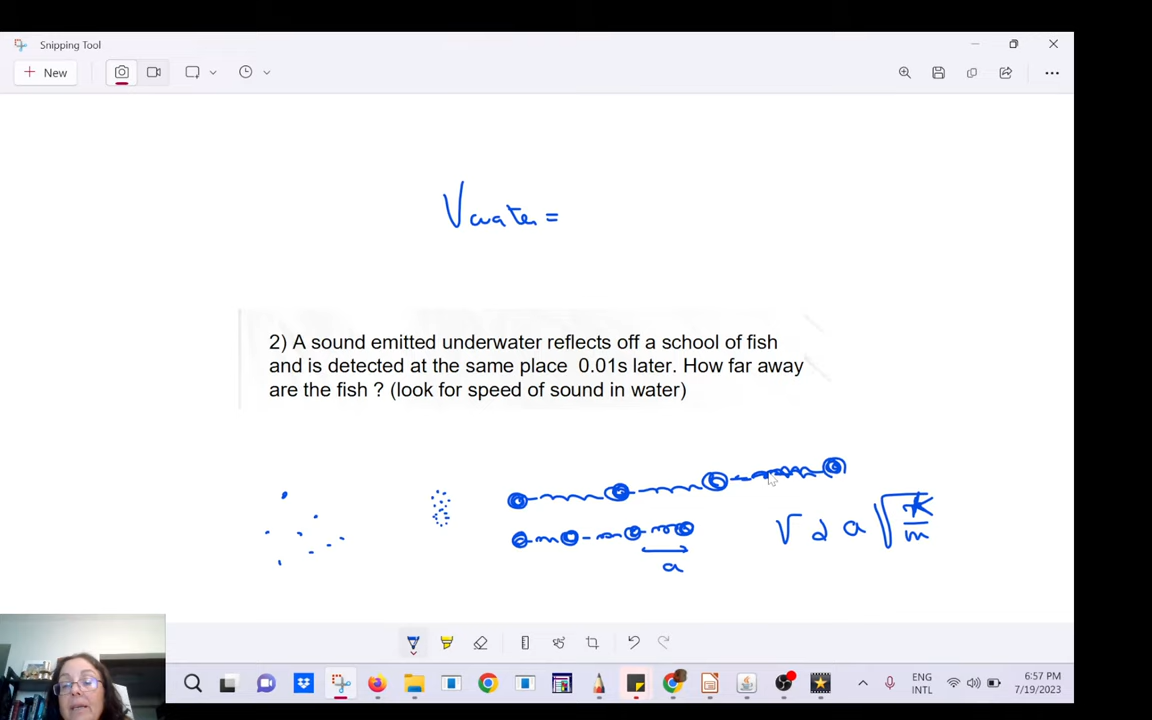 Snipping Tool
New
Vwater =
2) A sound emitted underwater reflects off a school of fish
and is detected at the same place 0.01s later. How far away
are the fish ? (look for speed of sound in water)
a
V α a √ K
m
ENG
INTL
6:57 PM
7/19/2023